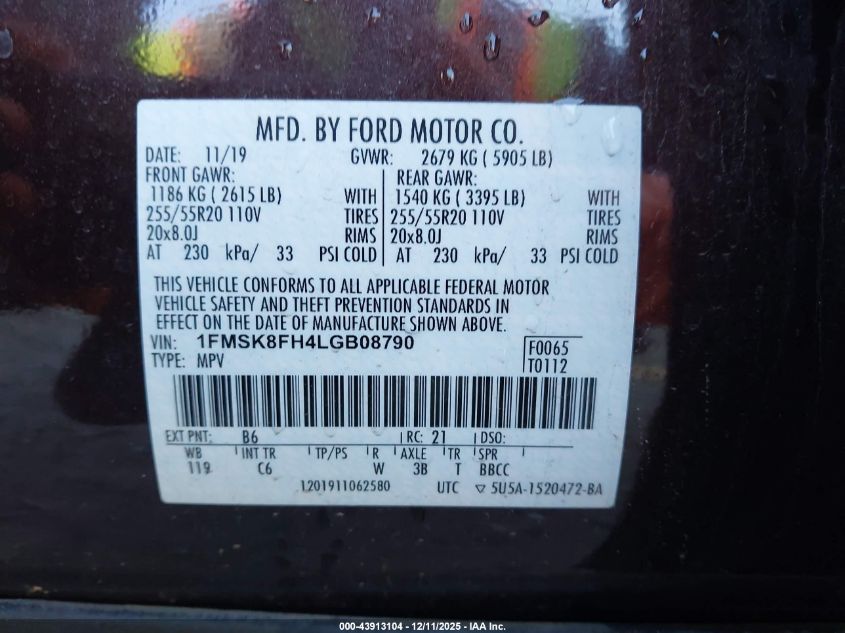 MFD. BY FORD MOTOR CO.
DATE: 11/19 GVWR: 2679 KG ( 5905 LB)
FRONT GAWR: REAR GAWR:
1186 KG ( 2615 LB) WITH 1540 KG ( 3395 LB) WITH
255/55R20 110V TIRES 255/55R20 110V TIRES
20x8.0J RIMS 20x8.0J RIMS
AT 230 kPa/ 33 PSI COLD AT 230 kPa/ 33 PSI COLD
THIS VEHICLE CONFORMS TO ALL APPLICABLE FEDERAL MOTOR
VEHICLE SAFETY AND THEFT PREVENTION STANDARDS IN
EFFECT ON THE DATE OF MANUFACTURE SHOWN ABOVE.
VIN: 1FMSK8FH4LGB08790 F0065
TYPE: MPV T0112
EXT PNT: B6 RC: 21 DSO:
WB INT TR TP/PS R AXLE TR SPR
119 C6 W 3B T BBCC
1201911062580 UTC ▽ 5U5A-1520472-BA
000-43913104 - 12/11/2025 - IAA Inc.